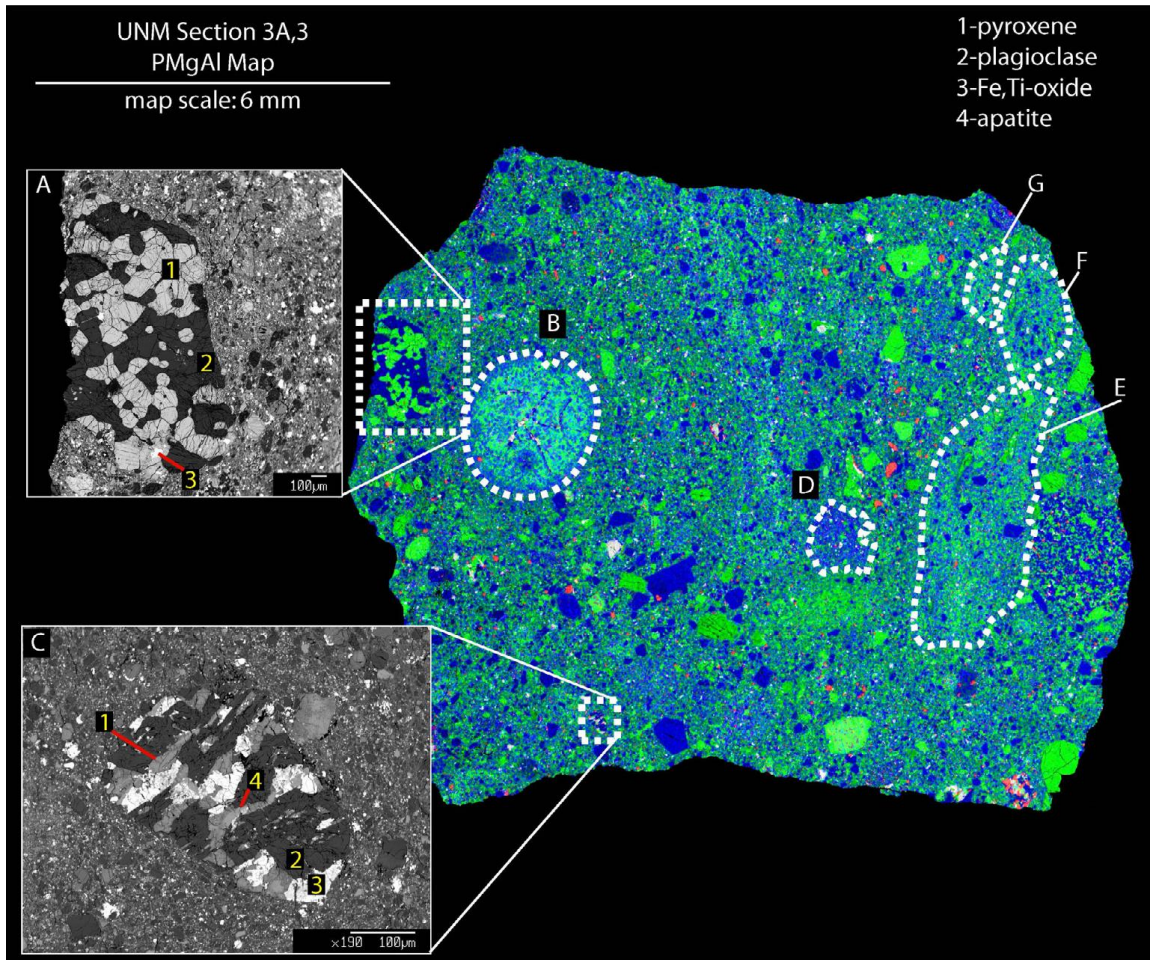 UNM Section 3A,3
PMgAl Map
map scale: 6 mm
1-pyroxene
2-plagioclase
3-Fe,Ti-oxide
4-apatite
A
1
2
3
100µm
G
F
B
E
D
C
1
4
2
3
×190 100µm